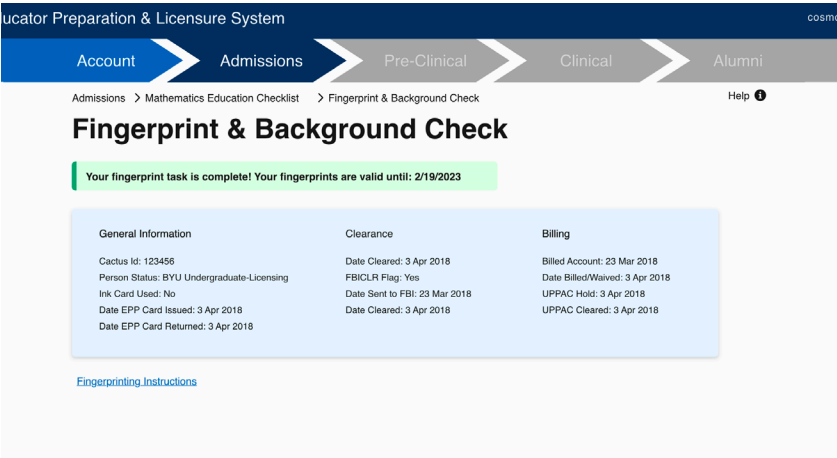 ucator Preparation & Licensure System
cosmo
Account
Admissions
Pre-Clinical
Clinical
Alumni
Admissions > Mathematics Education Checklist > Fingerprint & Background Check
Help
Fingerprint & Background Check
Your fingerprint task is complete! Your fingerprints are valid until: 2/19/2023
General Information
Cactus Id: 123456
Person Status: BYU Undergraduate-Licensing
Ink Card Used: No
Date EPP Card Issued: 3 Apr 2018
Date EPP Card Returned: 3 Apr 2018
Clearance
Date Cleared: 3 Apr 2018
FBICLR Flag: Yes
Date Sent to FBI: 23 Mar 2018
Date Cleared: 3 Apr 2018
Billing
Billed Account: 23 Mar 2018
Date Billed/Waived: 3 Apr 2018
UPPAC Hold: 3 Apr 2018
UPPAC Cleared: 3 Apr 2018
Fingerprinting Instructions